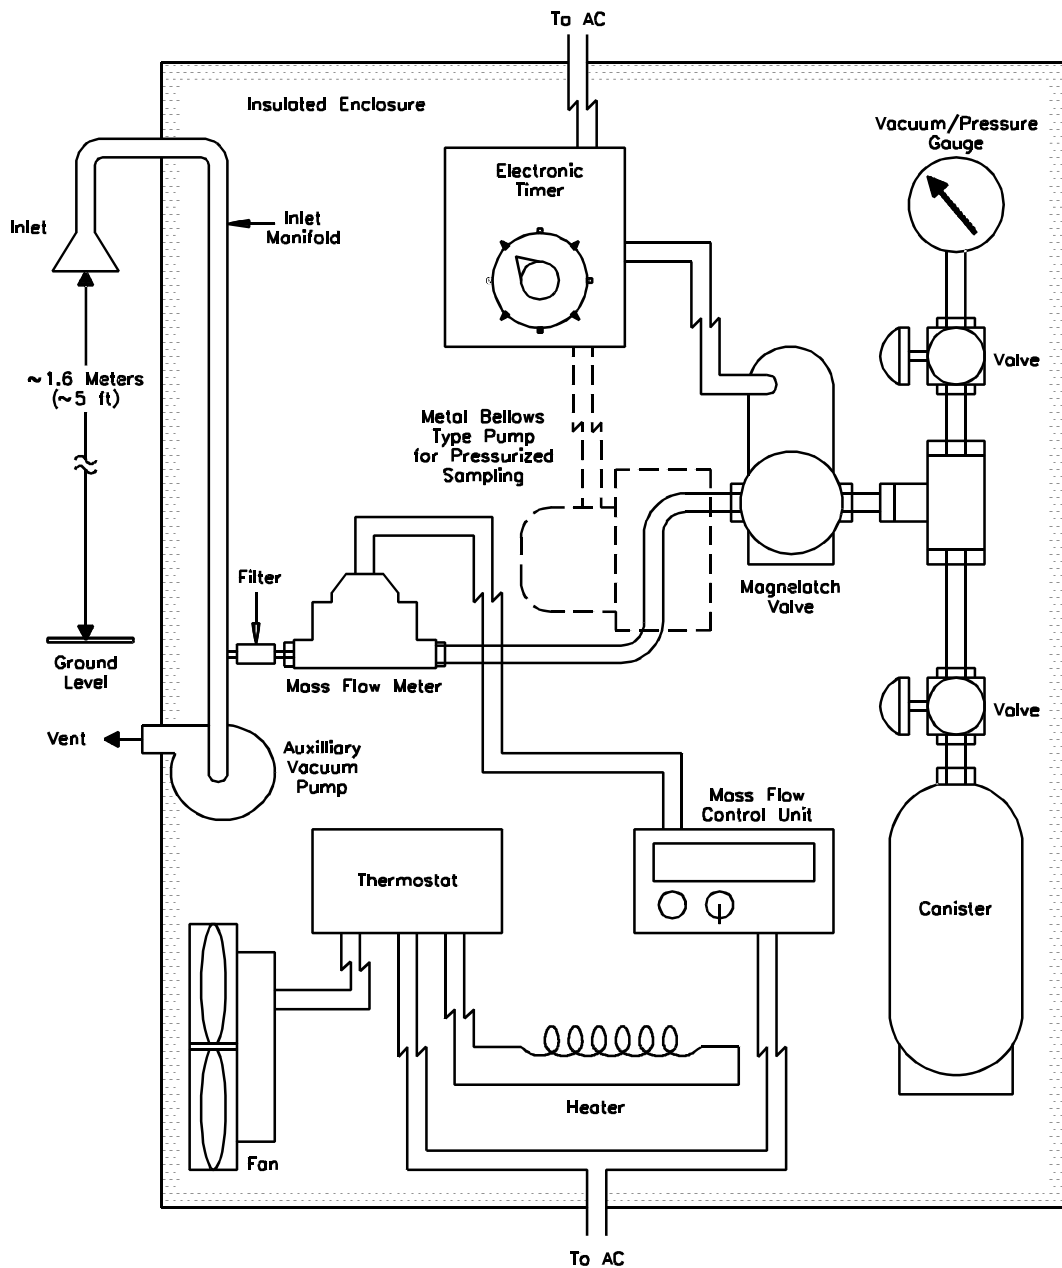 To AC
Insulated Enclosure
Vacuum/Pressure
Gauge
Electronic
Timer
Inlet
Inlet
Manifold
~1.6 Meters
(~5 ft)
Valve
Metal Bellows
Type Pump
for Pressurized
Sampling
Filter
Magnelatch
Valve
Ground
Level
Mass Flow Meter
Valve
Vent
Auxilliary
Vacuum
Pump
Mass Flow
Control Unit
Thermostat
Canister
Heater
Fan
To AC